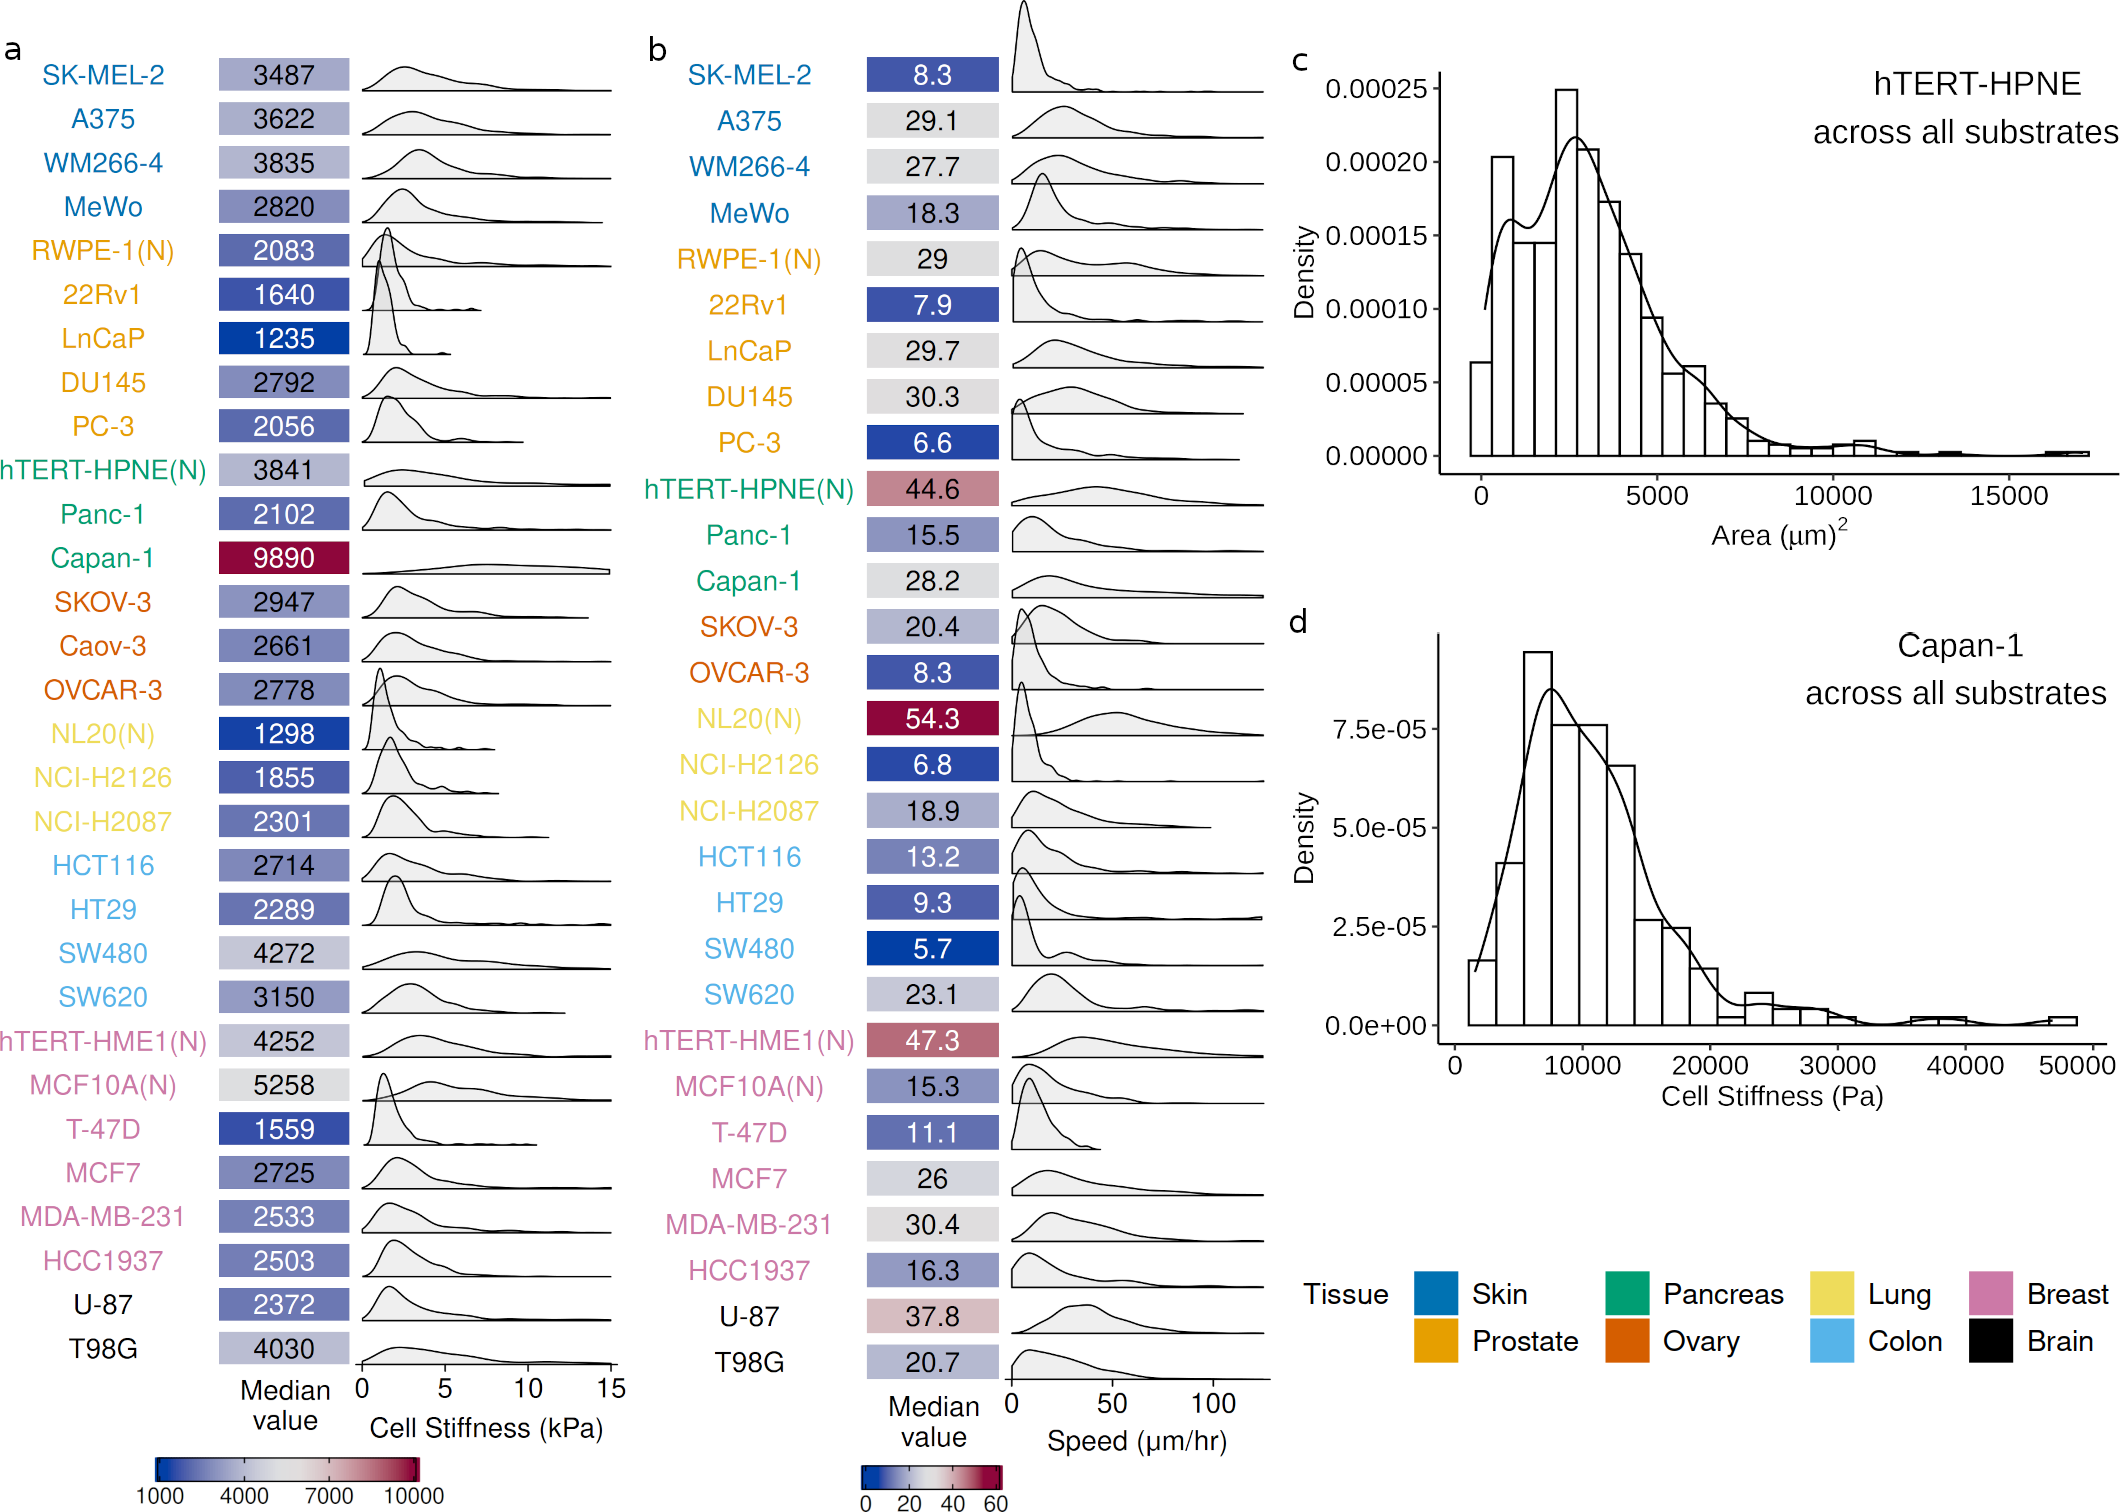 a
SK-MEL-2 3487
A375 3622
WM266-4 3835
MeWo 2820
RWPE-1(N) 2083
22Rv1 1640
LnCaP 1235
DU145 2792
PC-3 2056
hTERT-HPNE(N) 3841
Panc-1 2102
Capan-1 9890
SKOV-3 2947
Caov-3 2661
OVCAR-3 2778
NL20(N) 1298
NCI-H2126 1855
NCI-H2087 2301
HCT116 2714
HT29 2289
SW480 4272
SW620 3150
hTERT-HME1(N) 4252
MCF10A(N) 5258
T-47D 1559
MCF7 2725
MDA-MB-231 2533
HCC1937 2503
U-87 2372
T98G 4030
Median
value
0 5 10 15
Cell Stiffness (kPa)
1000 4000 7000 10000
b
SK-MEL-2 8.3
A375 29.1
WM266-4 27.7
MeWo 18.3
RWPE-1(N) 29
22Rv1 7.9
LnCaP 29.7
DU145 30.3
PC-3 6.6
hTERT-HPNE(N) 44.6
Panc-1 15.5
Capan-1 28.2
SKOV-3 20.4
OVCAR-3 8.3
NL20(N) 54.3
NCI-H2126 6.8
NCI-H2087 18.9
HCT116 13.2
HT29 9.3
SW480 5.7
SW620 23.1
hTERT-HME1(N) 47.3
MCF10A(N) 15.3
T-47D 11.1
MCF7 26
MDA-MB-231 30.4
HCC1937 16.3
U-87 37.8
T98G 20.7
Median
value
0 50 100
Speed (µm/hr)
0 20 40 60
c
hTERT-HPNE
across all substrates
Density
0.00025
0.00020
0.00015
0.00010
0.00005
0.00000
0 5000 10000 15000
Area (µm)²
d
Capan-1
across all substrates
Density
7.5e-05
5.0e-05
2.5e-05
0.0e+00
0 10000 20000 30000 40000 50000
Cell Stiffness (Pa)
Tissue Skin Pancreas Lung Breast
Prostate Ovary Colon Brain